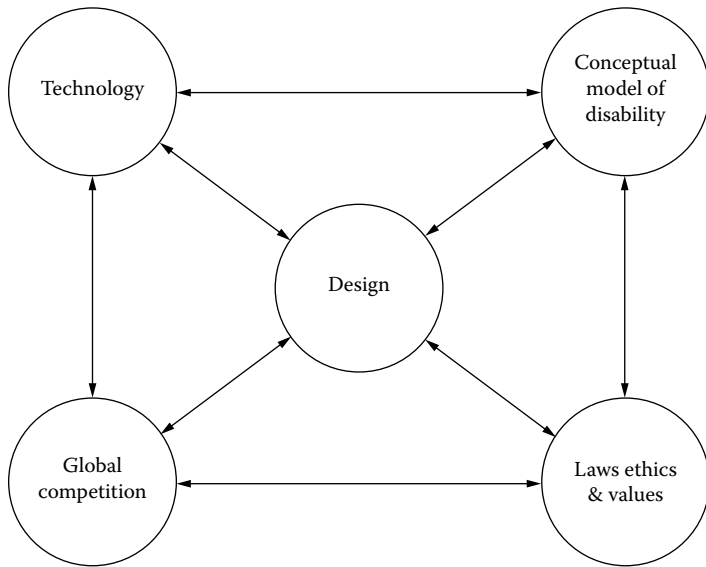 Technology
Conceptual
model of
disability
Design
Global
competition
Laws ethics
& values